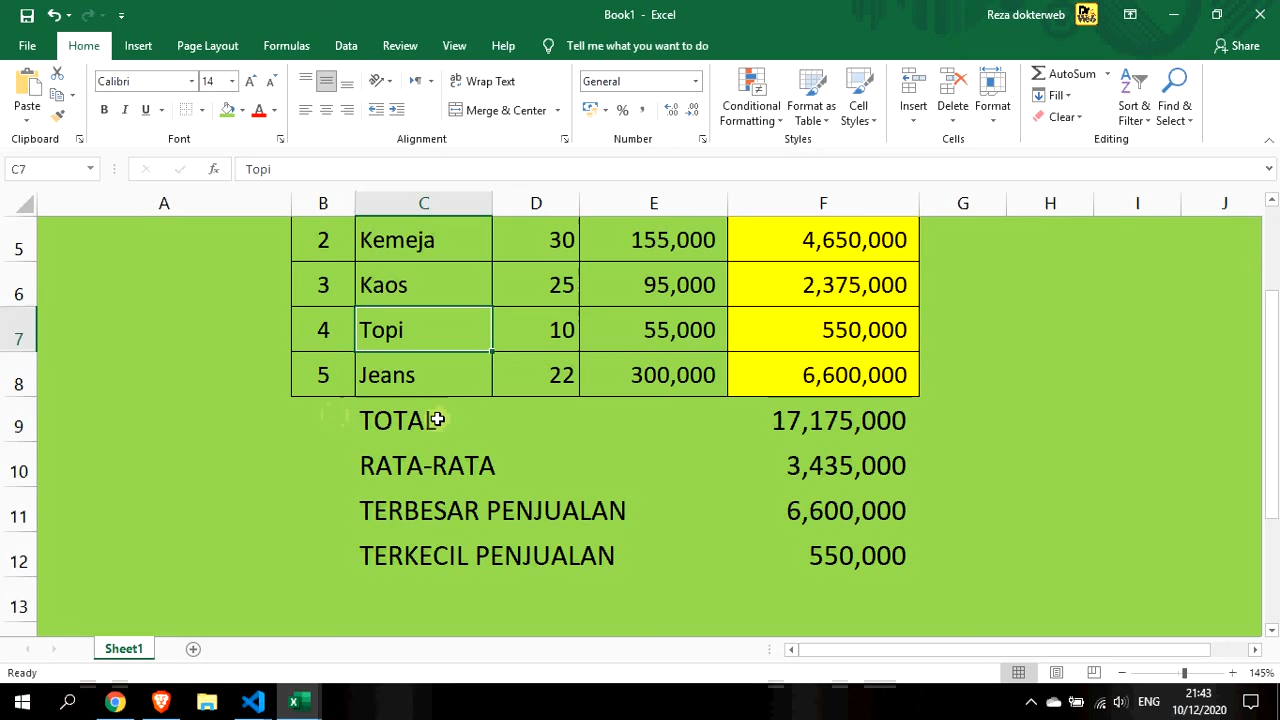 Book1 - Excel
Reza dokterweb
File Home Insert Page Layout Formulas Data Review View Help Tell me what you want to do Share
Paste
Calibri 14
B I U A
Wrap Text
Merge & Center
General
% ,
Conditional Formatting
Format as Table
Cell Styles
Insert
Delete
Format
AutoSum
Fill
Clear
Sort & Filter
Find & Select
Clipboard Font Alignment Number Styles Cells Editing
C7 fx Topi
A B C D E F G H I J
5 2 Kemeja 30 155,000 4,650,000
6 3 Kaos 25 95,000 2,375,000
7 4 Topi 10 55,000 550,000
8 5 Jeans 22 300,000 6,600,000
9 TOTAL 17,175,000
10 RATA-RATA 3,435,000
11 TERBESAR PENJUALAN 6,600,000
12 TERKECIL PENJUALAN 550,000
13
Sheet1
Ready 145%
ENG 21:43
10/12/2020